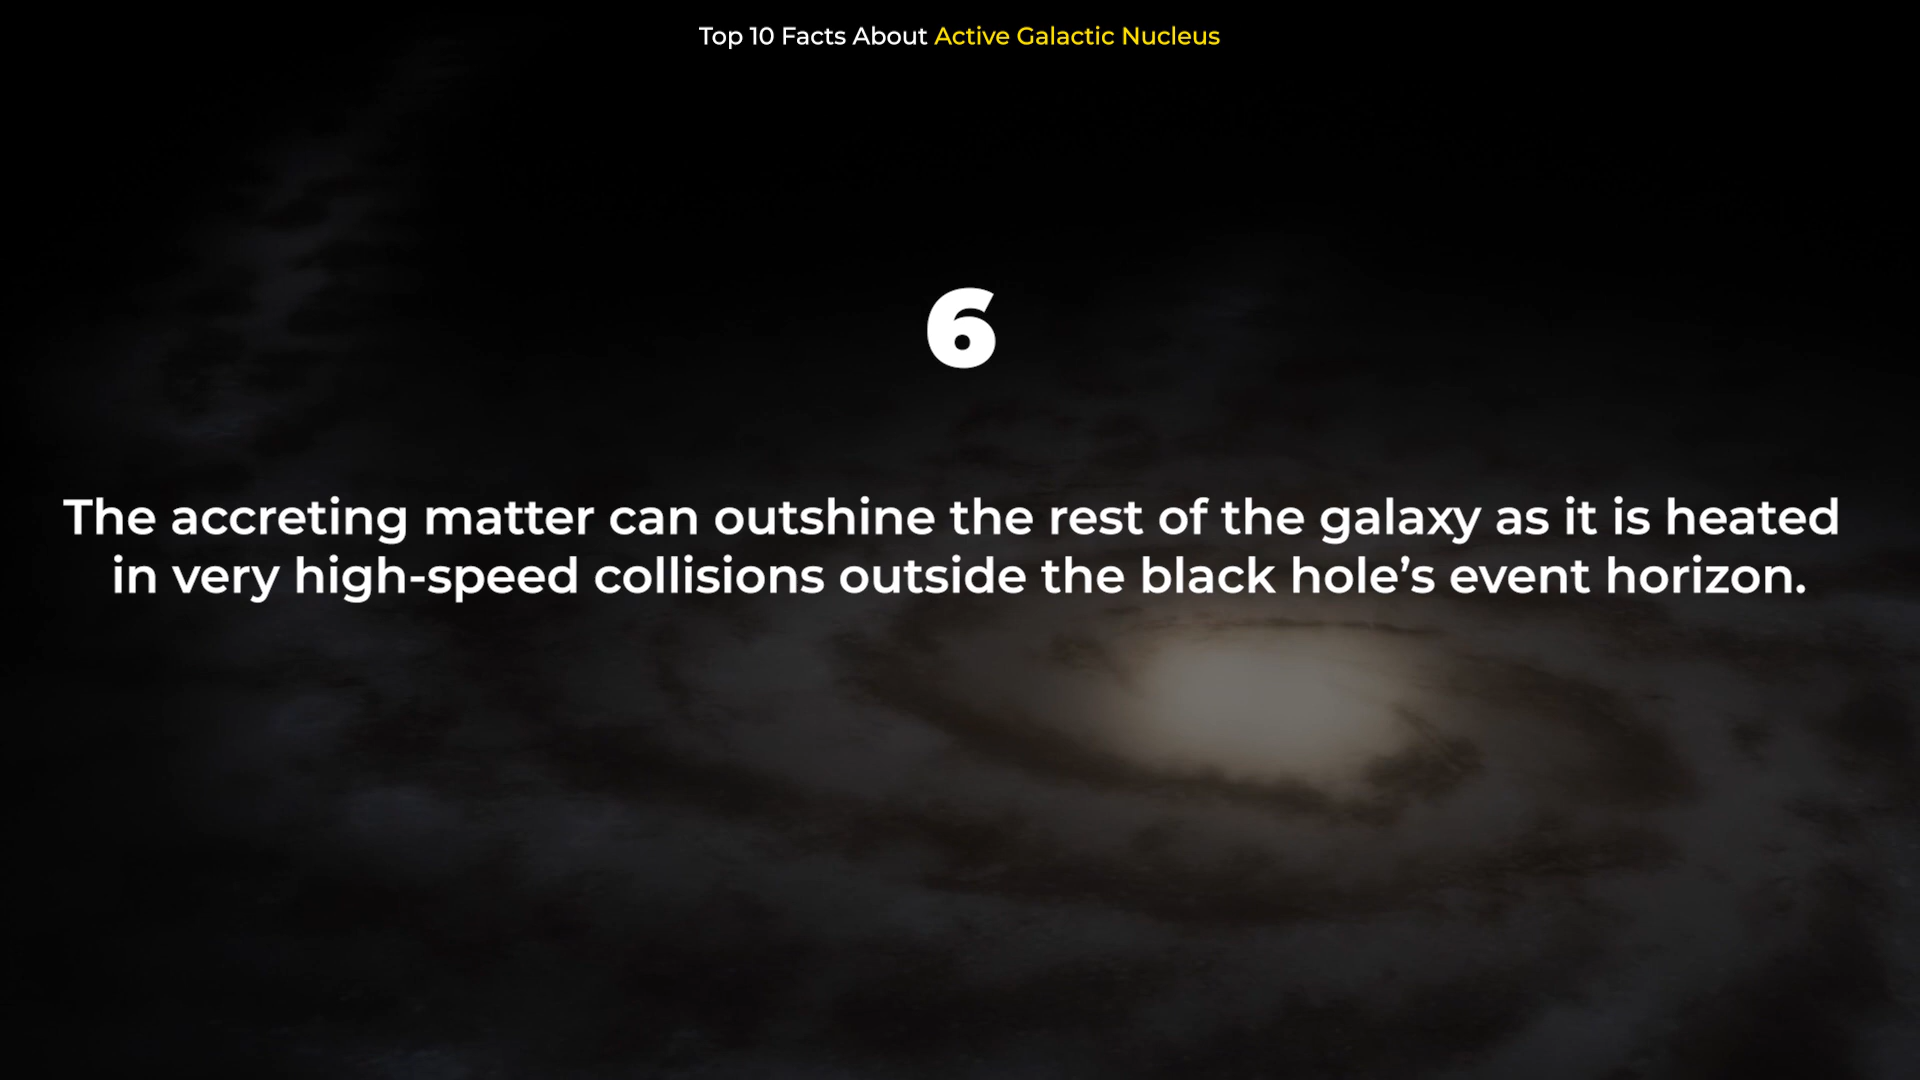 Top 10 Facts About Active Galactic Nucleus
6
The accreting matter can outshine the rest of the galaxy as it is heated
in very high-speed collisions outside the black hole’s event horizon.